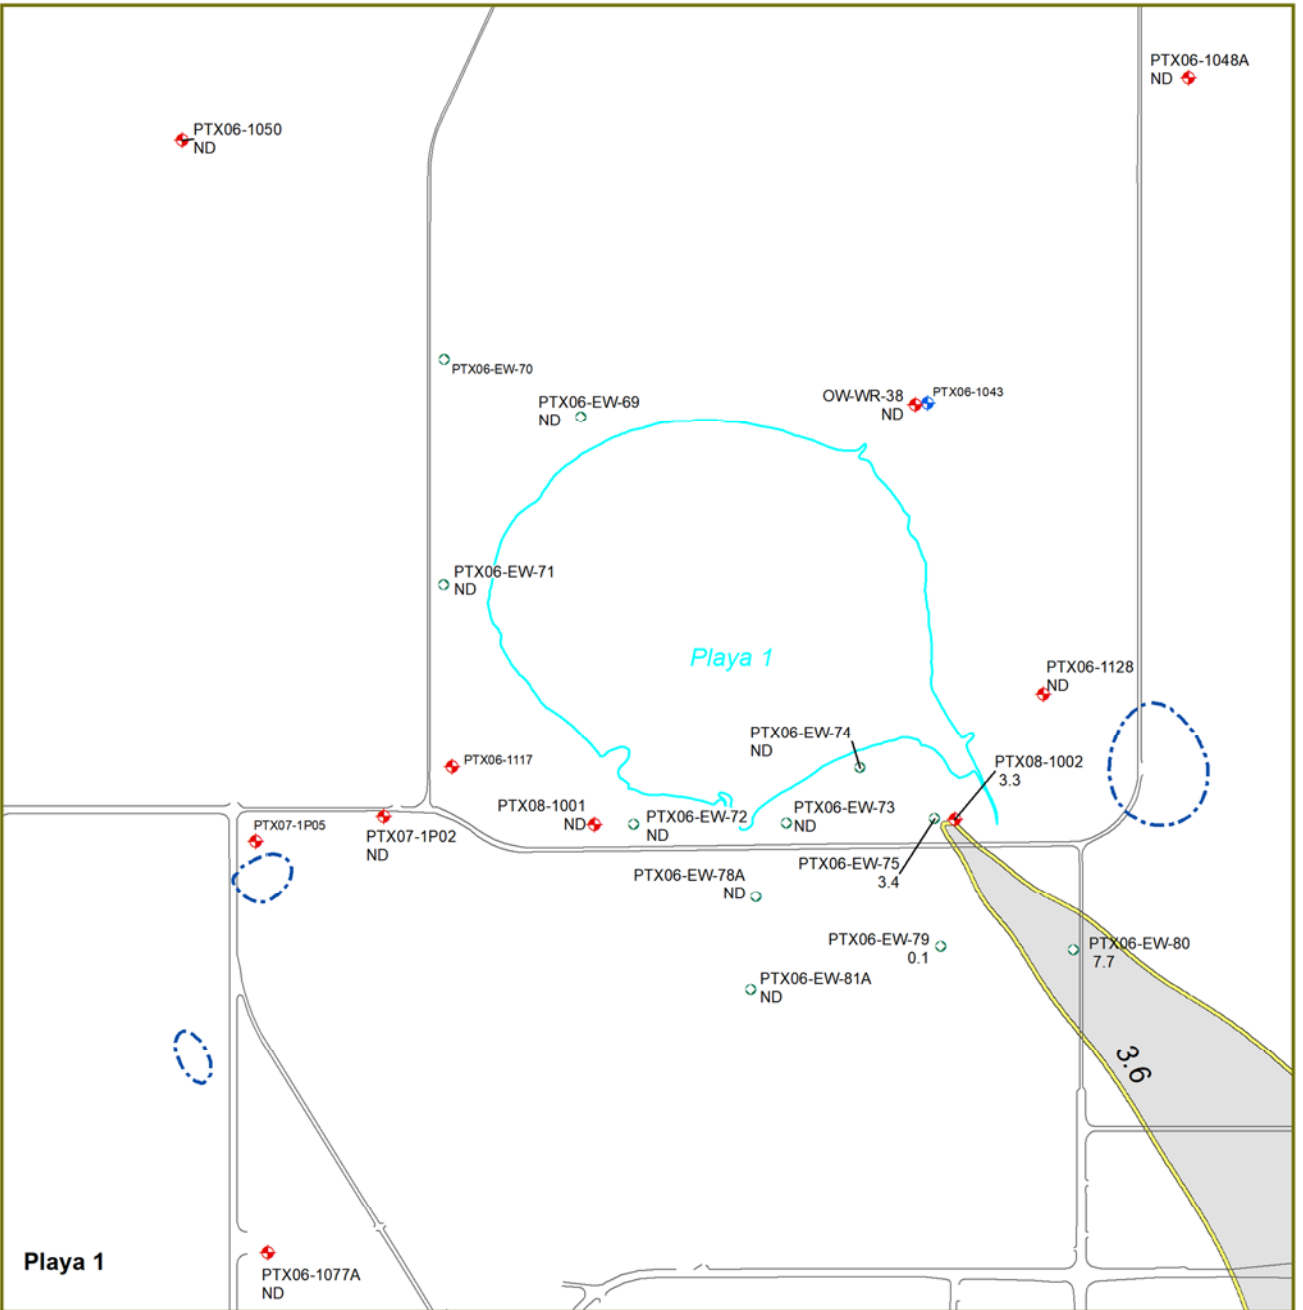 PTX06-1048A
ND
PTX06-1050
ND
PTX06-EW-70
PTX06-EW-69
ND
OW-WR-38
ND
PTX06-1043
PTX06-EW-71
ND
Playa 1
PTX06-1128
ND
PTX06-EW-74
ND
PTX06-1117
PTX08-1002
3.3
PTX08-1001
ND
PTX06-EW-72
ND
PTX06-EW-73
ND
PTX07-1P05
PTX07-1P02
ND
PTX06-EW-75
3.4
PTX06-EW-78A
ND
PTX06-EW-79
0.1
PTX06-EW-80
7.7
PTX06-EW-81A
ND
3.6
Playa 1
PTX06-1077A
ND